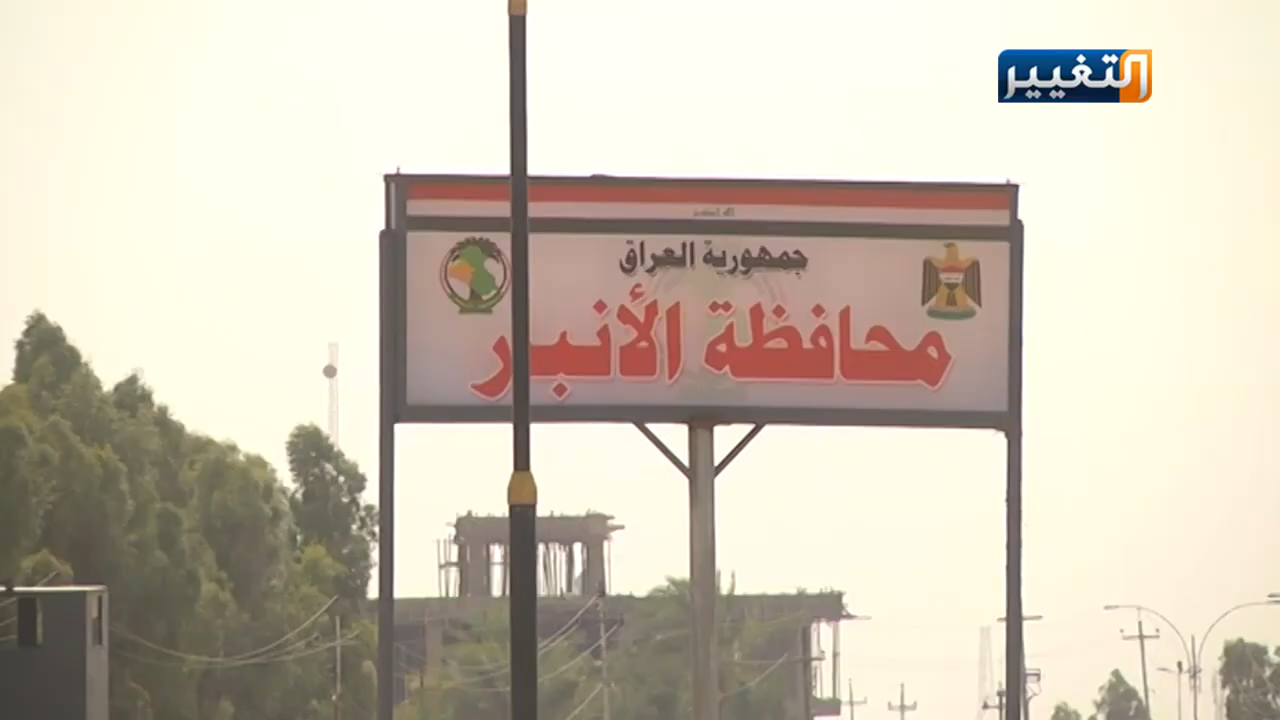 التغيير
جمهورية العراق
محافظة الأنبار